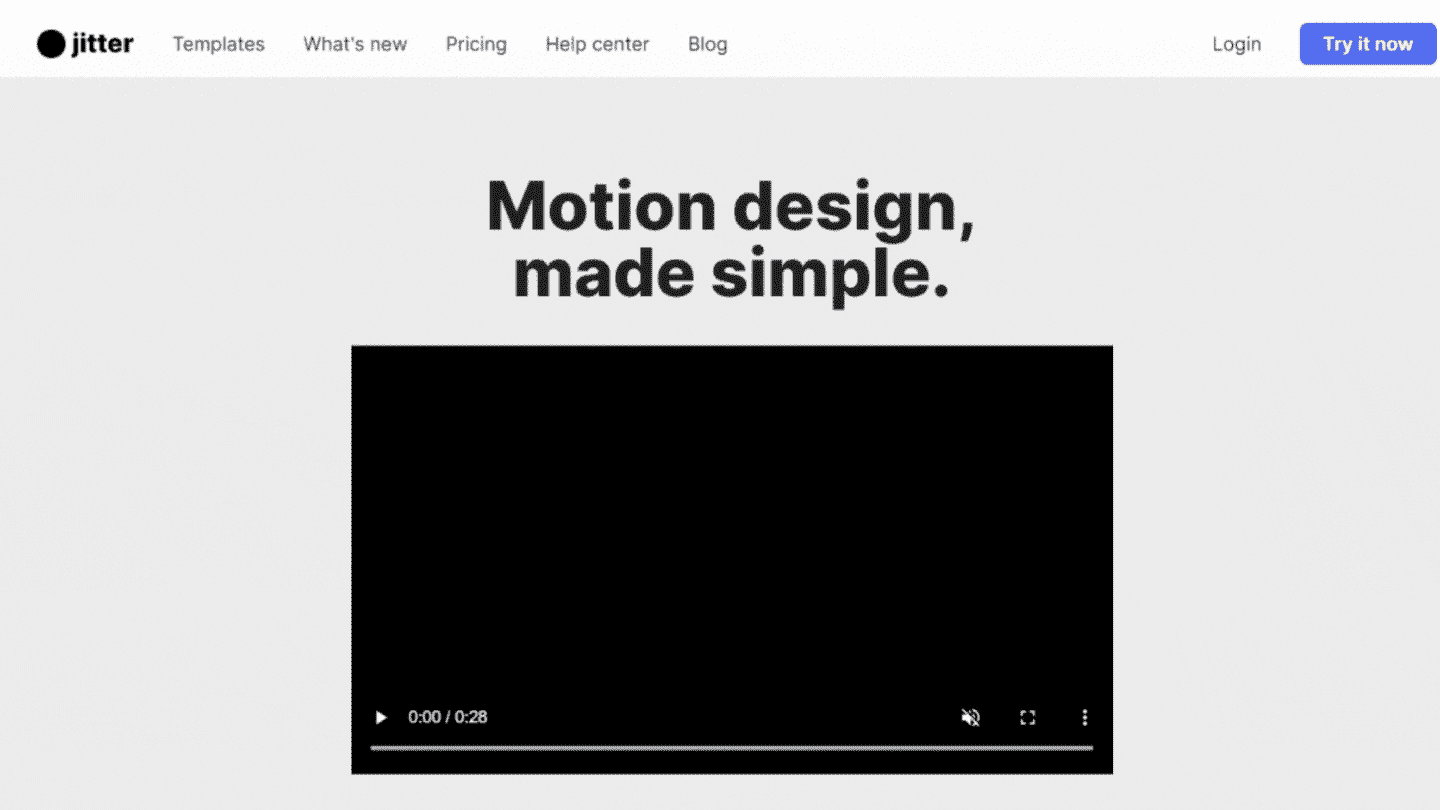 jitter Templates What's new Pricing Help center Blog Login Try it now
Motion design,
made simple.
0:00 / 0:28